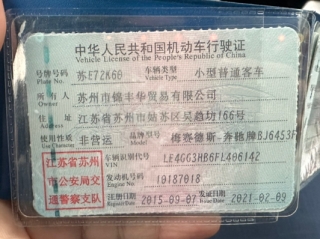 中华人民共和国机动车行驶证
Vehicle License of the People's Republic of China
号牌号码 苏E7ZK60 车辆类型 小型普通客车
Plate No. Vehicle Type
所有人 苏州市锦丰华贸易有限公司
Owner
住址 江苏省苏州市姑苏区吴趋坊166号
Address
使用性质 非营运 品牌型号 梅赛德斯-奔驰牌BJ6453F
Use Character Model
江苏省苏州 车辆识别代号 LE4GG3HB6FL406142
市公安局交 VIN
通警察支队 发动机号码 10187018
Engine No.
注册日期 2015-09-07 发证日期 2021-02-09
Register Date Issue Date